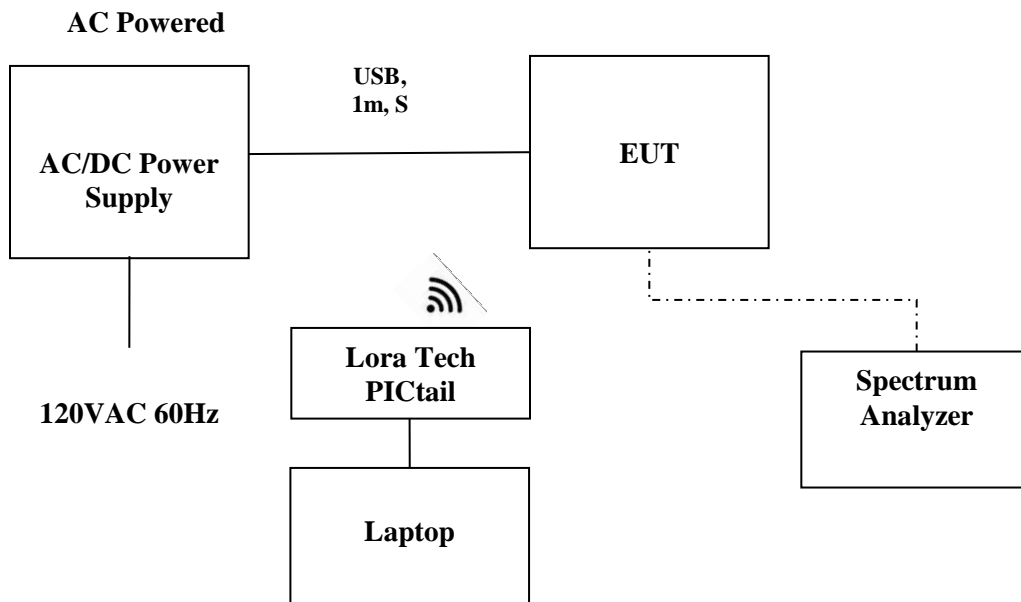 AC Powered
USB,
1m, S
AC/DC Power
Supply
EUT
Lora Tech
PICtail
Spectrum
Analyzer
120VAC 60Hz
Laptop